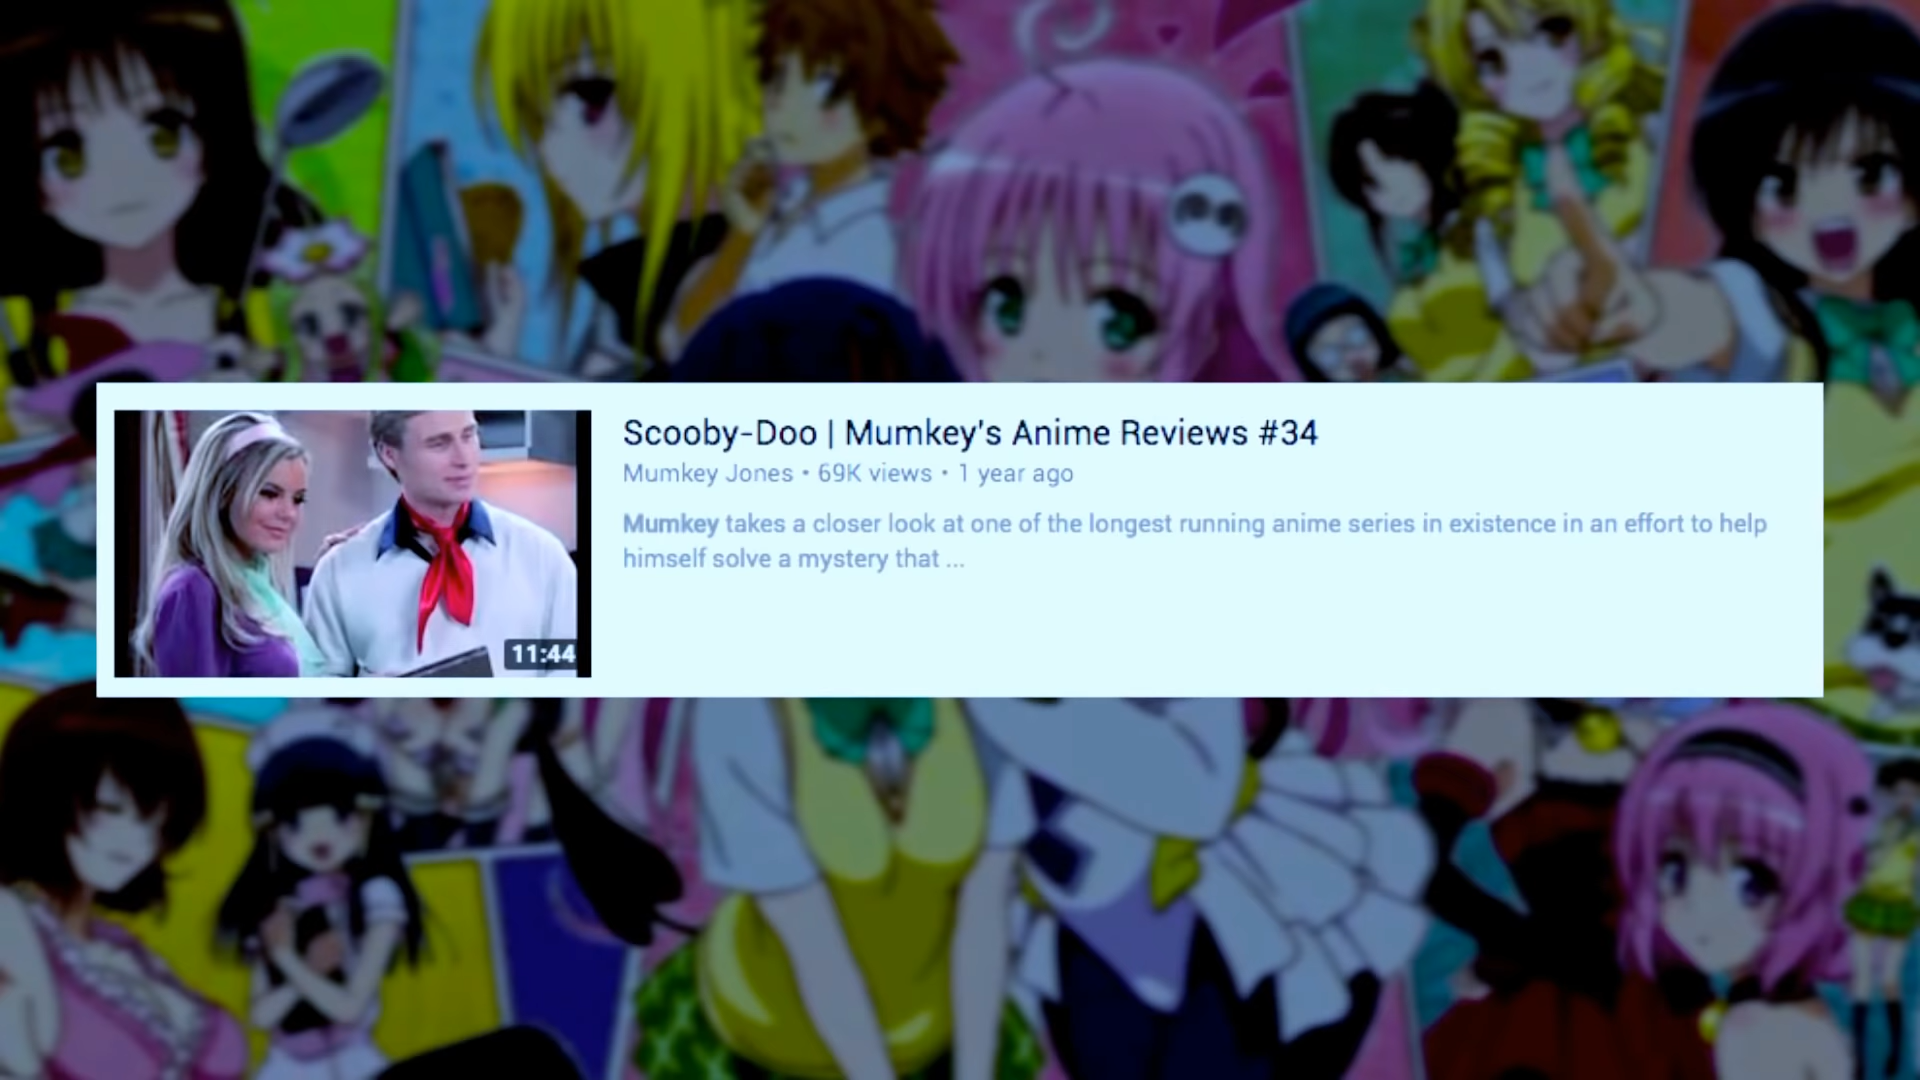 Scooby-Doo | Mumkey's Anime Reviews #34
Mumkey Jones • 69K views • 1 year ago
Mumkey takes a closer look at one of the longest running anime series in existence in an effort to help
himself solve a mystery that ...
11:44